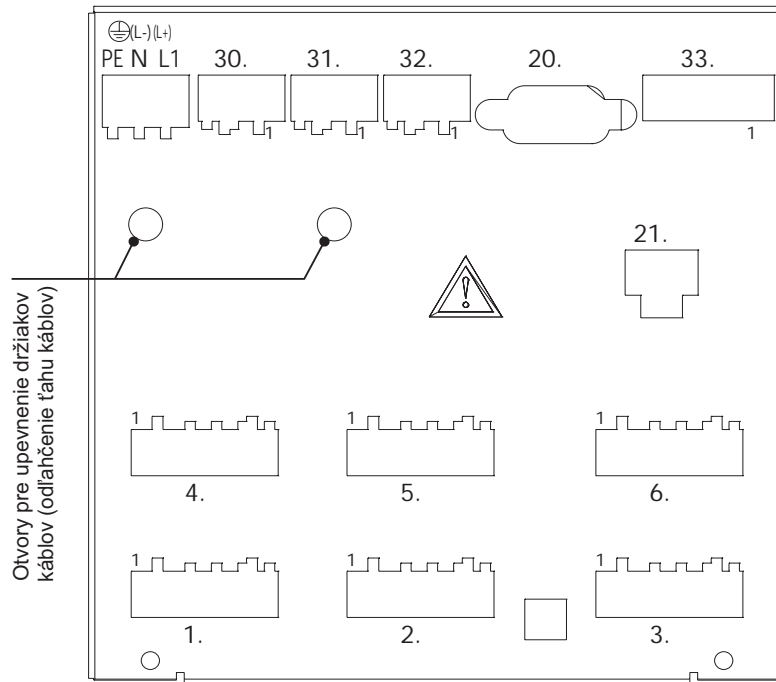 (L-) (L+)
PE N L1 30. 31. 32. 20. 33.
1 1 1 1
21.
Otvory pre upevnenie držiakov
káblov (odľahčenie ťahu káblov)
1 1 1
4. 5. 6.
1 1 1
1. 2. 3.